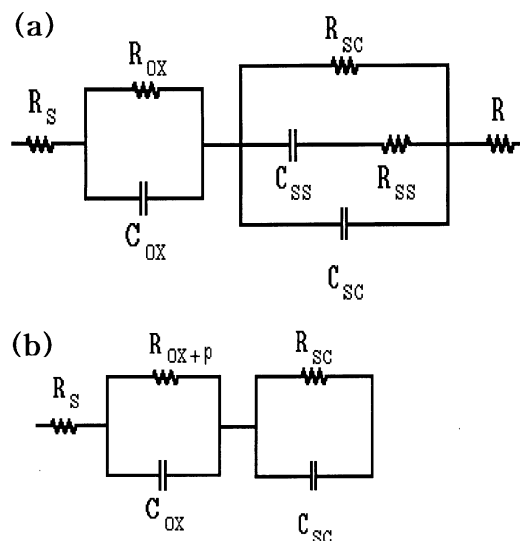 (a)
R_S
R_OX
C_OX
R_SC
C_SS
R_SS
C_SC
R
(b)
R_S
R_OX+p
C_OX
R_SC
C_SC